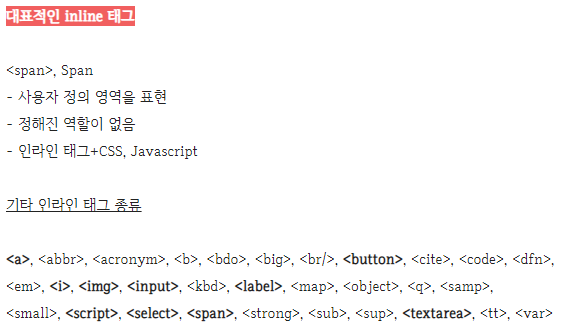 대표적인 inline 태그
<span>, Span
- 사용자 정의 영역을 표현
- 정해진 역할이 없음
- 인라인 태그+CSS, Javascript
기타 인라인 태그 종류
<a>, <abbr>, <acronym>, <b>, <bdo>, <big>, <br/>, <button>, <cite>, <code>, <dfn>,
<em>, <i>, <img>, <input>, <kbd>, <label>, <map>, <object>, <q>, <samp>,
<small>, <script>, <select>, <span>, <strong>, <sub>, <sup>, <textarea>, <tt>, <var>